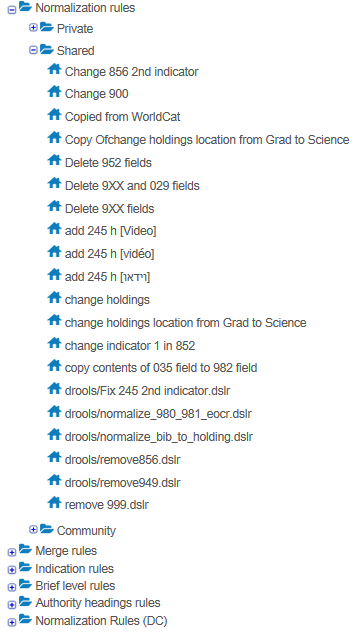 Normalization rules
Private
Shared
Change 856 2nd indicator
Change 900
Copied from WorldCat
Copy Ofchange holdings location from Grad to Science
Delete 952 fields
Delete 9XX and 029 fields
Delete 9XX fields
add 245 h [Video]
add 245 h [vidéo]
add 245 h [וידאו]
change holdings
change holdings location from Grad to Science
change indicator 1 in 852
copy contents of 035 field to 982 field
drools/Fix 245 2nd indicator.dslr
drools/normalize_980_981_eocr.dslr
drools/normalize_bib_to_holding.dslr
drools/remove856.dslr
drools/remove949.dslr
remove 999.dslr
Community
Merge rules
Indication rules
Brief level rules
Authority headings rules
Normalization Rules (DC)